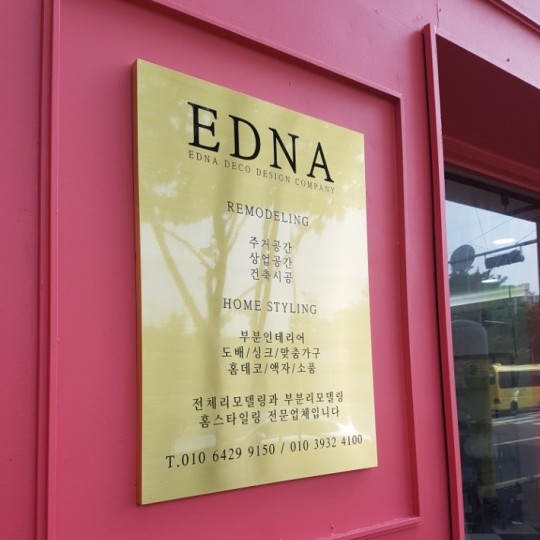 EDNA
EDNA DECO DESIGN COMPANY
REMODELING
주거공간
상업공간
건축시공
HOME STYLING
부분인테리어
도배/싱크/맞춤가구
홈데코/액자/소품
전체리모델링과 부분리모델링
홈스타일링 전문업체입니다
T.010 6429 9150 / 010 3932 4100